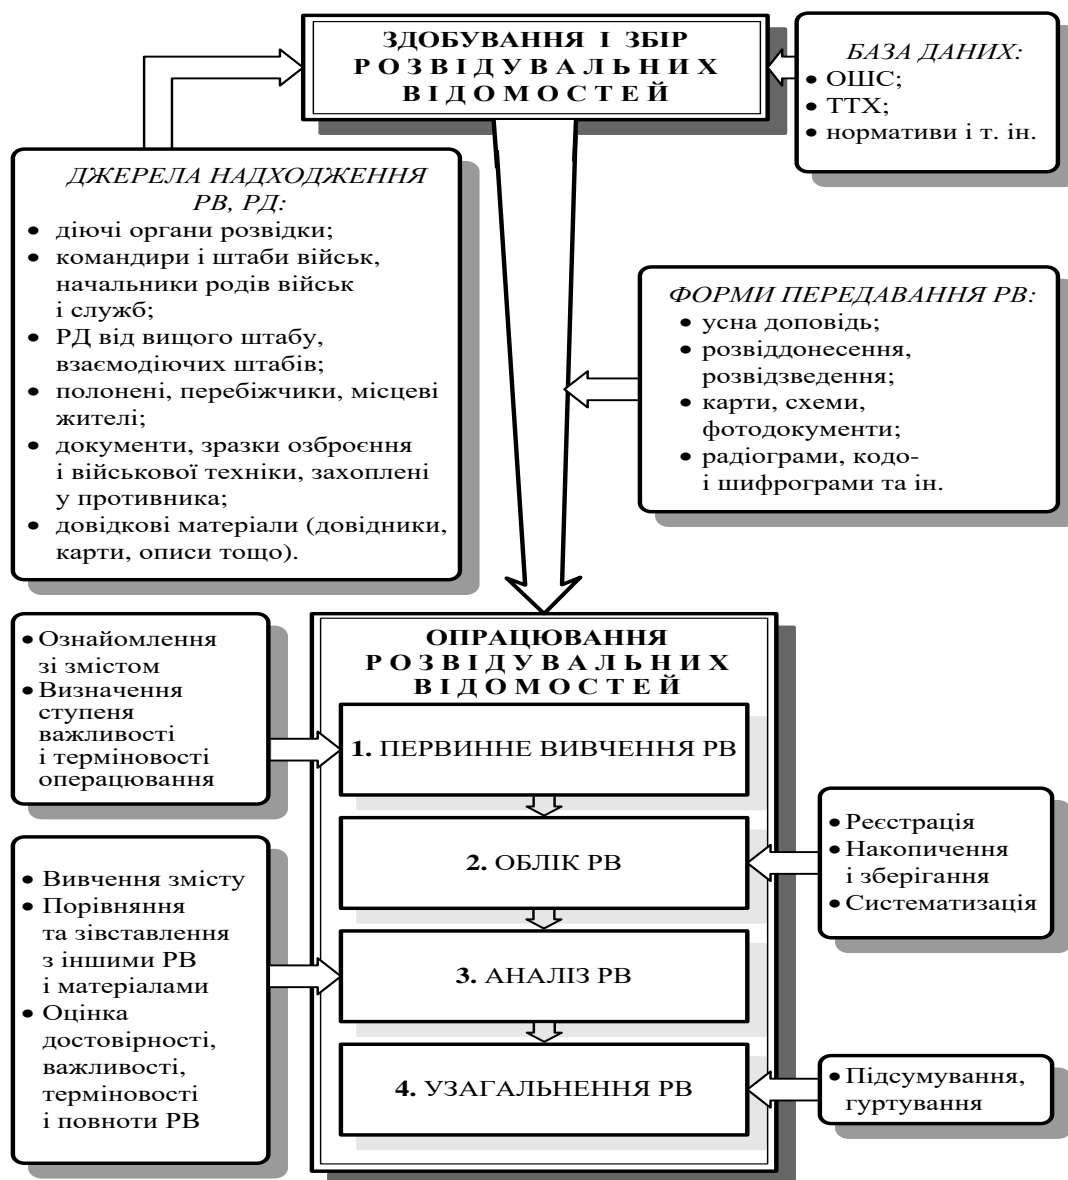 ЗДОБУВАННЯ І ЗБІР
РОЗВІДУВАЛЬНИХ
ВІДОМОСТЕЙ
БАЗА ДАНИХ:
• ОШС;
• ТТХ;
• нормативи і т. ін.
ДЖЕРЕЛА НАДХОДЖЕННЯ
РВ, РД:
• діючі органи розвідки;
• командири і штаби військ,
начальники родів військ
і служб;
• РД від вищого штабу,
взаємодіючих штабів;
• полонені, перебіжчики, місцеві
жителі;
• документи, зразки озброєння
і військової техніки, захоплені
у противника;
• довідкові матеріали (довідники,
карти, описи тощо).
ФОРМИ ПЕРЕДАВАННЯ РВ:
• усна доповідь;
• розвіддонесення,
розвідзведення;
• карти, схеми,
фотодокументи;
• радіограми, кодо-
і шифрограми та ін.
ОПРАЦЮВАННЯ
РОЗВІДУВАЛЬНИХ
ВІДОМОСТЕЙ
• Ознайомлення
зі змістом
• Визначення
ступеня
важливості
і терміновості
операцювання
1. ПЕРВИННЕ ВИВЧЕННЯ РВ
2. ОБЛІК РВ
• Реєстрація
• Накопичення
і зберігання
• Систематизація
• Вивчення змісту
• Порівняння
та зівставлення
з іншими РВ
і матеріалами
• Оцінка
достовірності,
важливості,
терміновості
і повноти РВ
3. АНАЛІЗ РВ
4. УЗАГАЛЬНЕННЯ РВ
• Підсумування,
гуртування